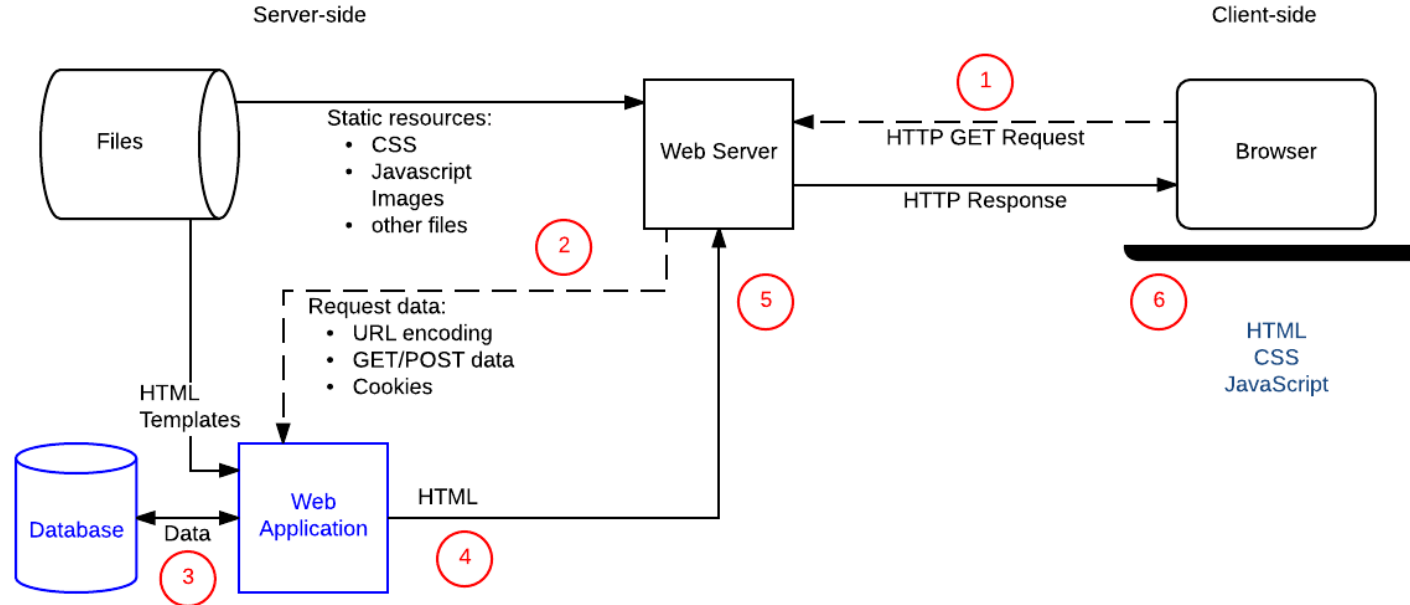 Server-side
Client-side
1
Files
Static resources:
• CSS
• Javascript
Images
• other files
Web Server
HTTP GET Request
Browser
HTTP Response
2
5
6
Request data:
• URL encoding
• GET/POST data
• Cookies
HTML
CSS
JavaScript
HTML
Templates
Database
Data
3
Web
Application
HTML
4